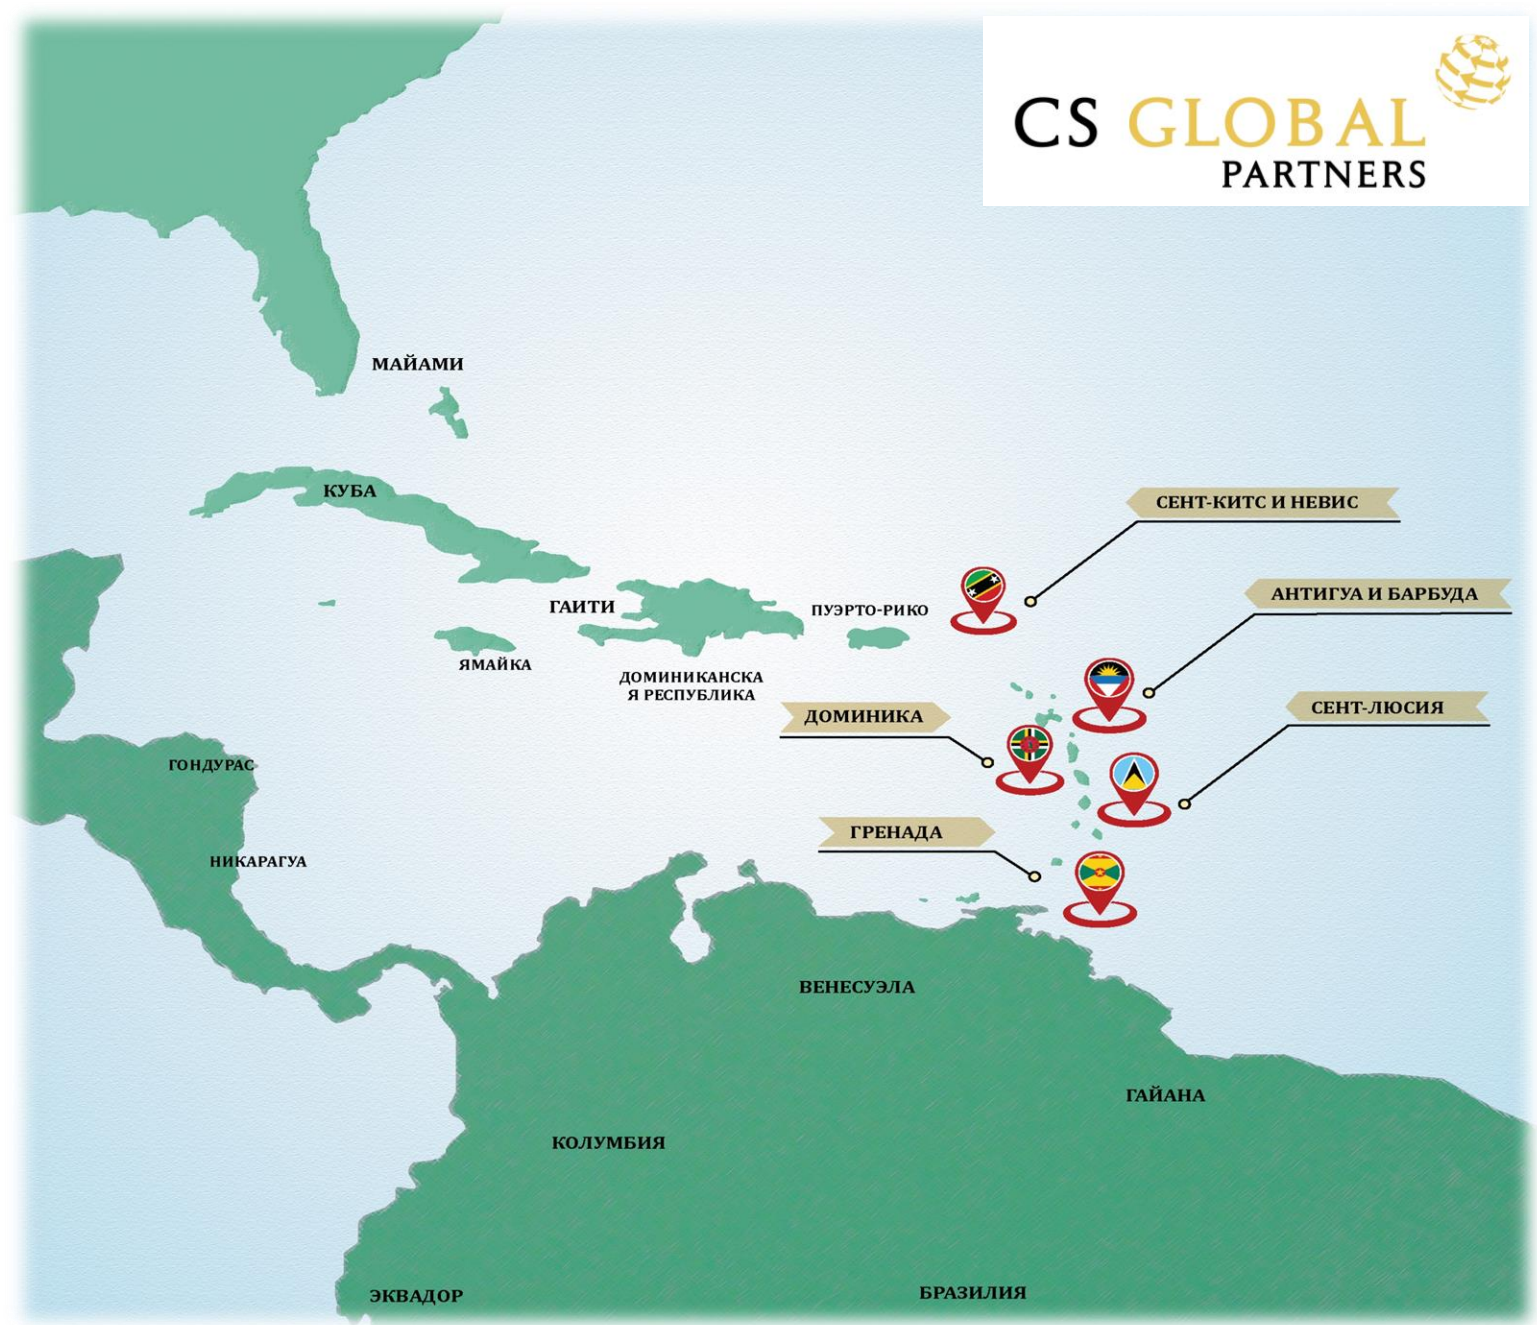 CS GLOBAL
PARTNERS
МАЙАМИ
КУБА
СЕНТ-КИТС И НЕВИС
АНТИГУА И БАРБУДА
ГАИТИ
ПУЭРТО-РИКО
ЯМАЙКА
ДОМИНИКАНСКА
Я РЕСПУБЛИКА
СЕНТ-ЛЮСИЯ
ДОМИНИКА
ГОНДУРАС
ГРЕНАДА
НИКАРАГУА
ВЕНЕСУЭЛА
ГАЙАНА
КОЛУМБИЯ
БРАЗИЛИЯ
ЭКВАДОР